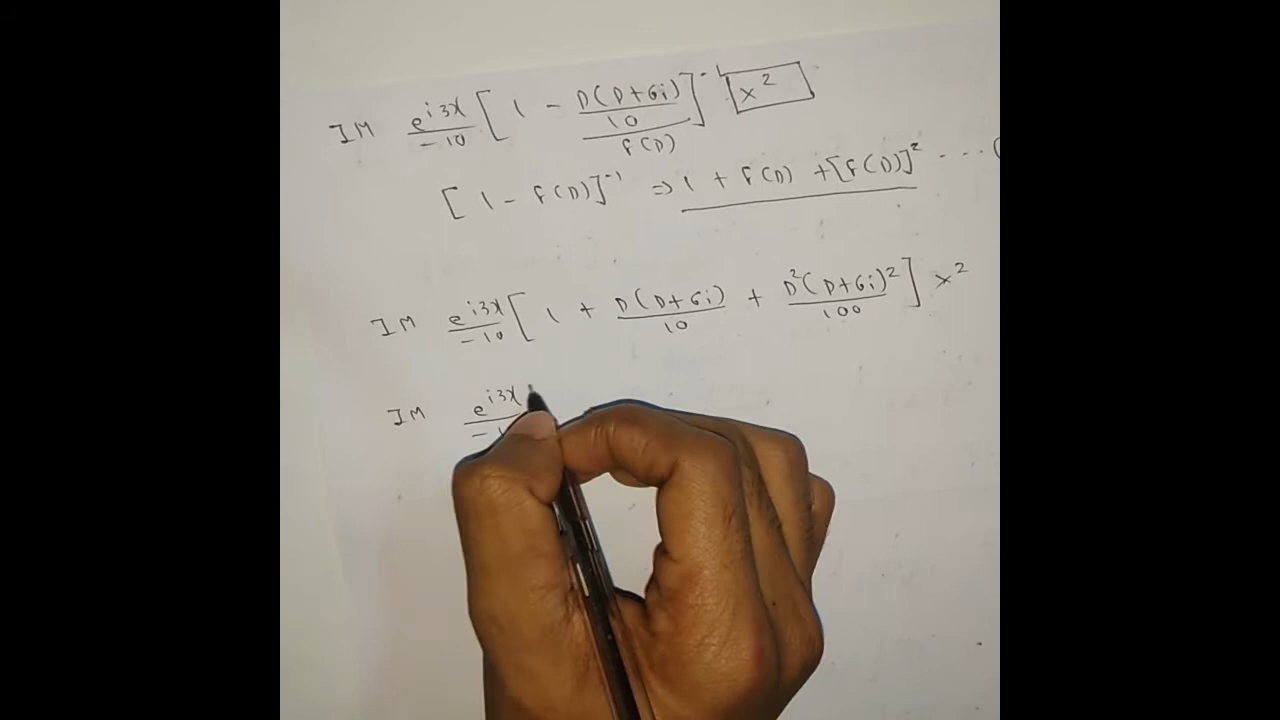 IM e^{i3x}/-10 [ 1 - D(D+6i)/10 / f(D) ]^{-1} x^2
[ 1 - f(D) ]^{-1} => 1 + f(D) + [f(D)]^2 ---
IM e^{i3x}/-10 [ 1 + D(D+6i)/10 + D^2(D+6i)^2/100 ] x^2
IM e^{i3x}/-1